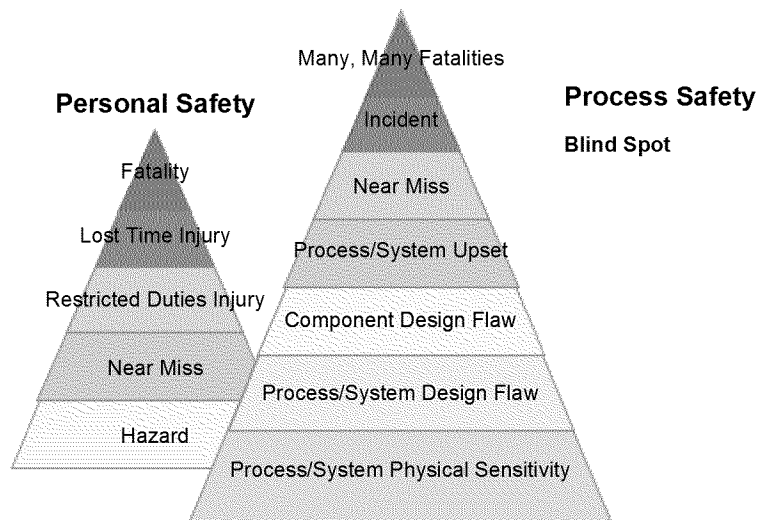 Personal Safety
Fatality
Lost Time Injury
Restricted Duties Injury
Near Miss
Hazard
Many, Many Fatalities
Incident
Near Miss
Process/System Upset
Component Design Flaw
Process/System Design Flaw
Process/System Physical Sensitivity
Process Safety
Blind Spot